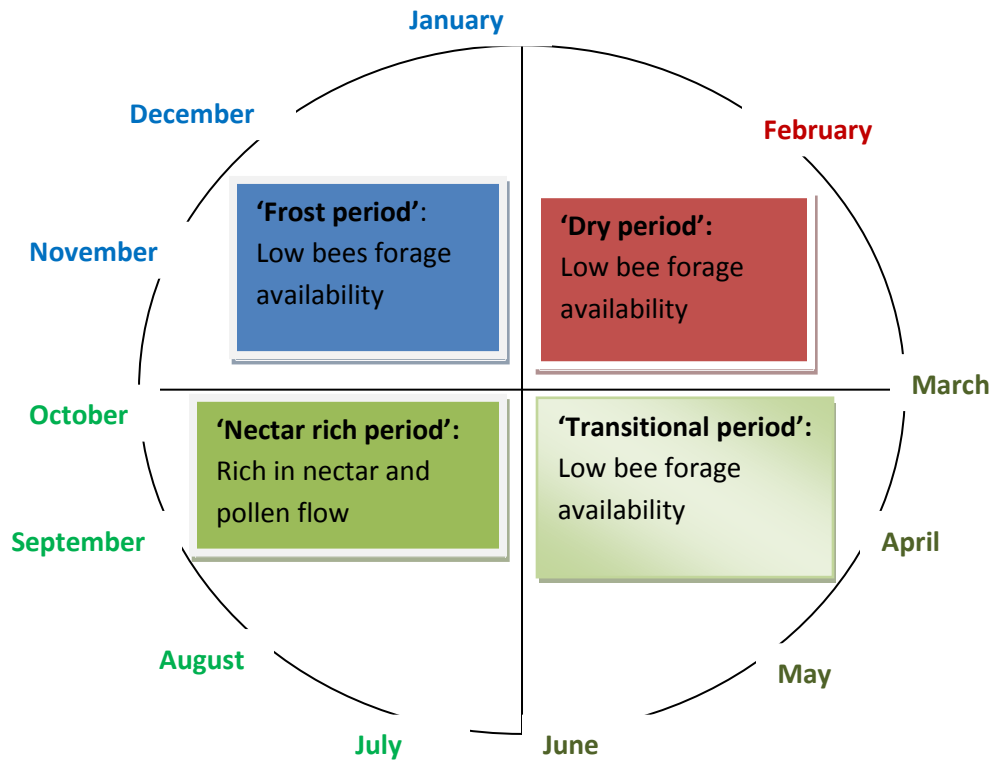 January
December
February
'Frost period':
Low bees forage
availability
'Dry period':
Low bee forage
availability
November
March
October
'Nectar rich period':
Rich in nectar and
pollen flow
'Transitional period':
Low bee forage
availability
September
April
August
May
July
June